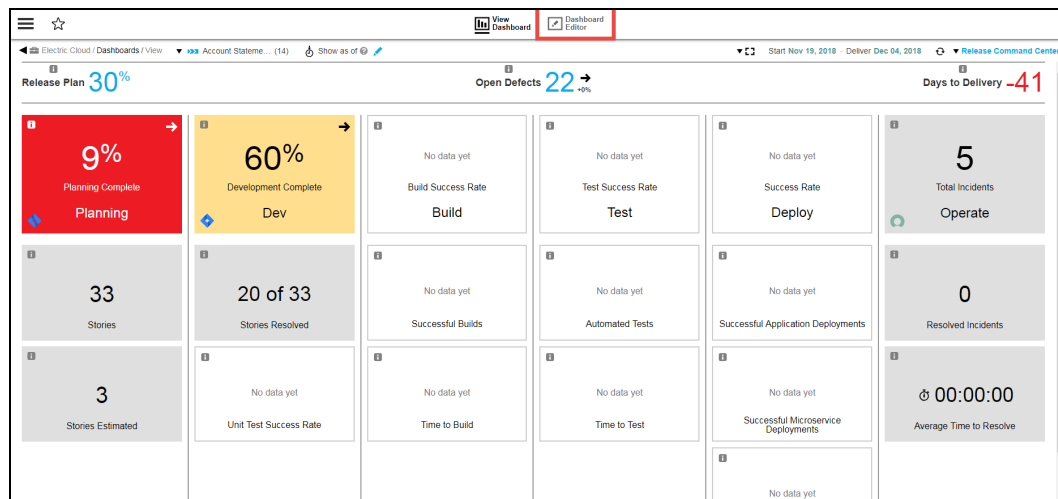 View
Dashboard
Dashboard
Editor
Electric Cloud / Dashboards / View
Account Stateme... (14)
Show as of
Start Nov 19, 2018 - Deliver Dec 04, 2018
Release Command Center
Release Plan 30%
Open Defects 22 +0%
Days to Delivery -41
9%
Planning Complete
Planning
60%
Development Complete
Dev
No data yet
Build Success Rate
Build
No data yet
Test Success Rate
Test
No data yet
Success Rate
Deploy
5
Total Incidents
Operate
33
Stories
20 of 33
Stories Resolved
No data yet
Successful Builds
No data yet
Automated Tests
No data yet
Successful Application Deployments
0
Resolved Incidents
3
Stories Estimated
No data yet
Unit Test Success Rate
No data yet
Time to Build
No data yet
Time to Test
No data yet
Successful Microservice
Deployments
00:00:00
Average Time to Resolve
No data yet